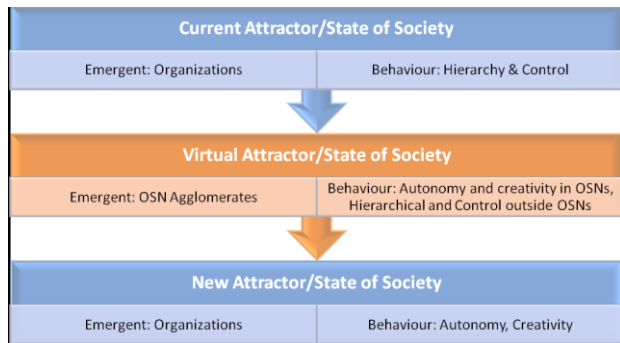 Current Attractor/State of Society
Emergent: Organizations
Behaviour: Hierarchy & Control
Virtual Attractor/State of Society
Emergent: OSN Agglomerates
Behaviour: Autonomy and creativity in OSNs,
Hierarchical and Control outside OSNs
New Attractor/State of Society
Emergent: Organizations
Behaviour: Autonomy, Creativity